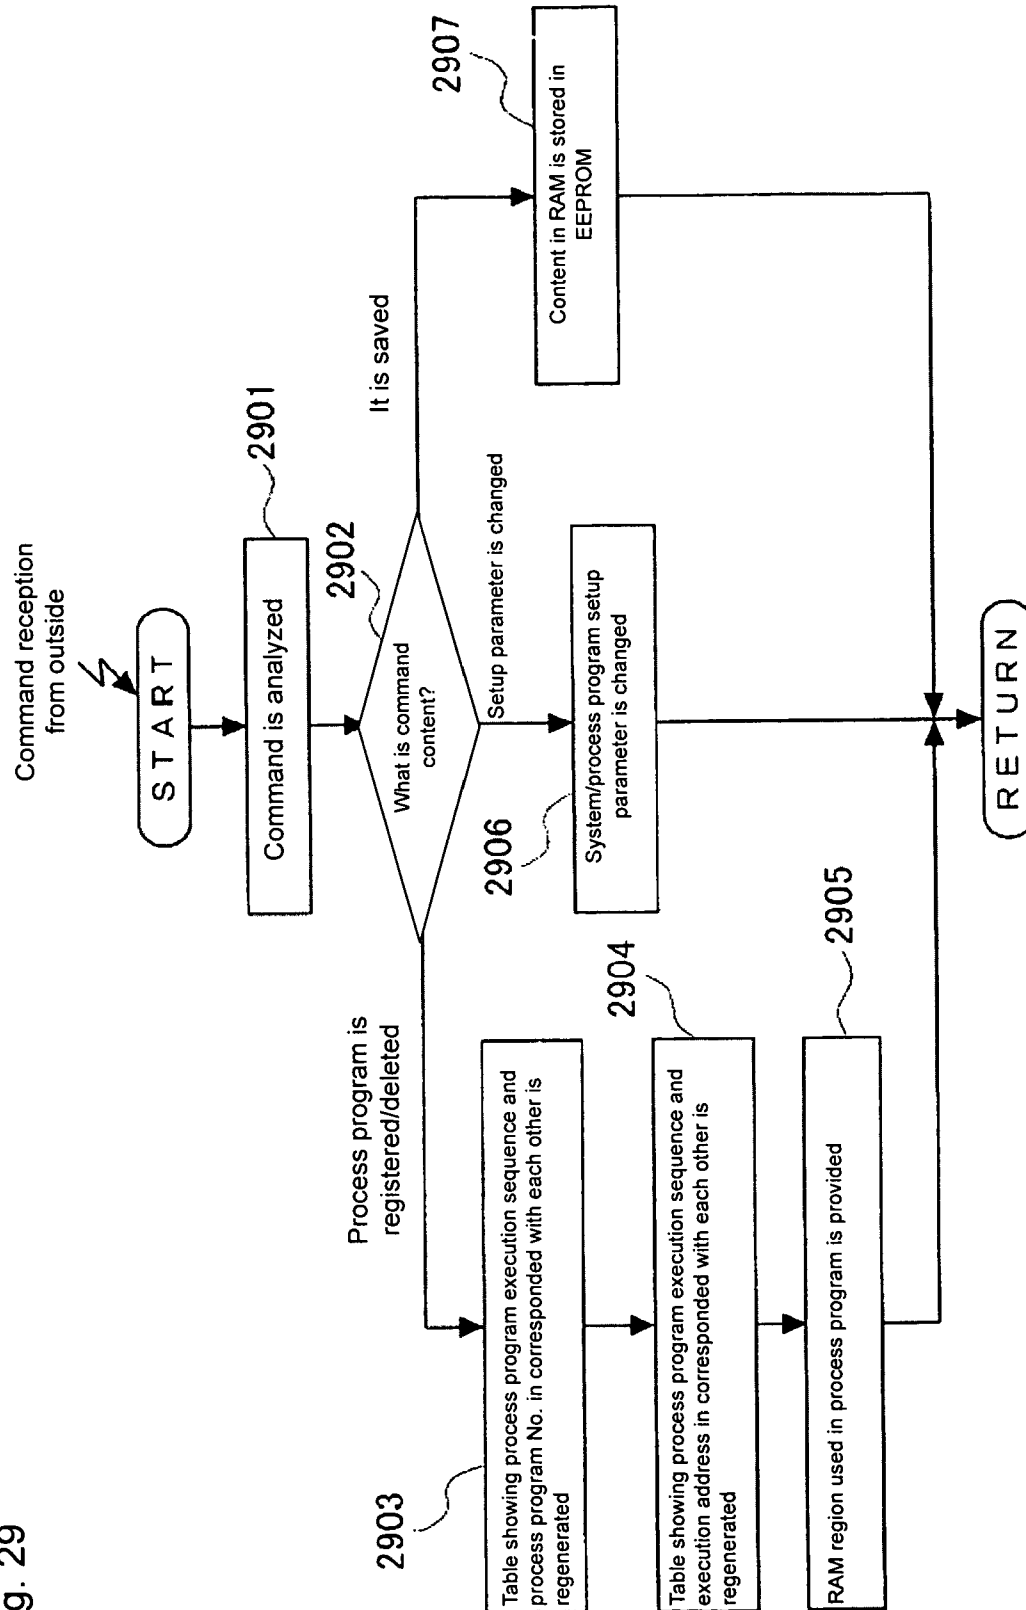 g. 29
Command reception
from outside
START
Command is analyzed
2901
What is command
content?
2902
Process program is
registered/deleted
Setup parameter is changed
It is saved
2903
Table showing process program execution sequence and
process program No. in corresponded with each other is
regenerated
2904
Table showing process program execution sequence and
execution address in corresponded with each other is
regenerated
2905
RAM region used in process program is provided
2906
System/process program setup
parameter is changed
2907
Content in RAM is stored in
EEPROM
RETURN